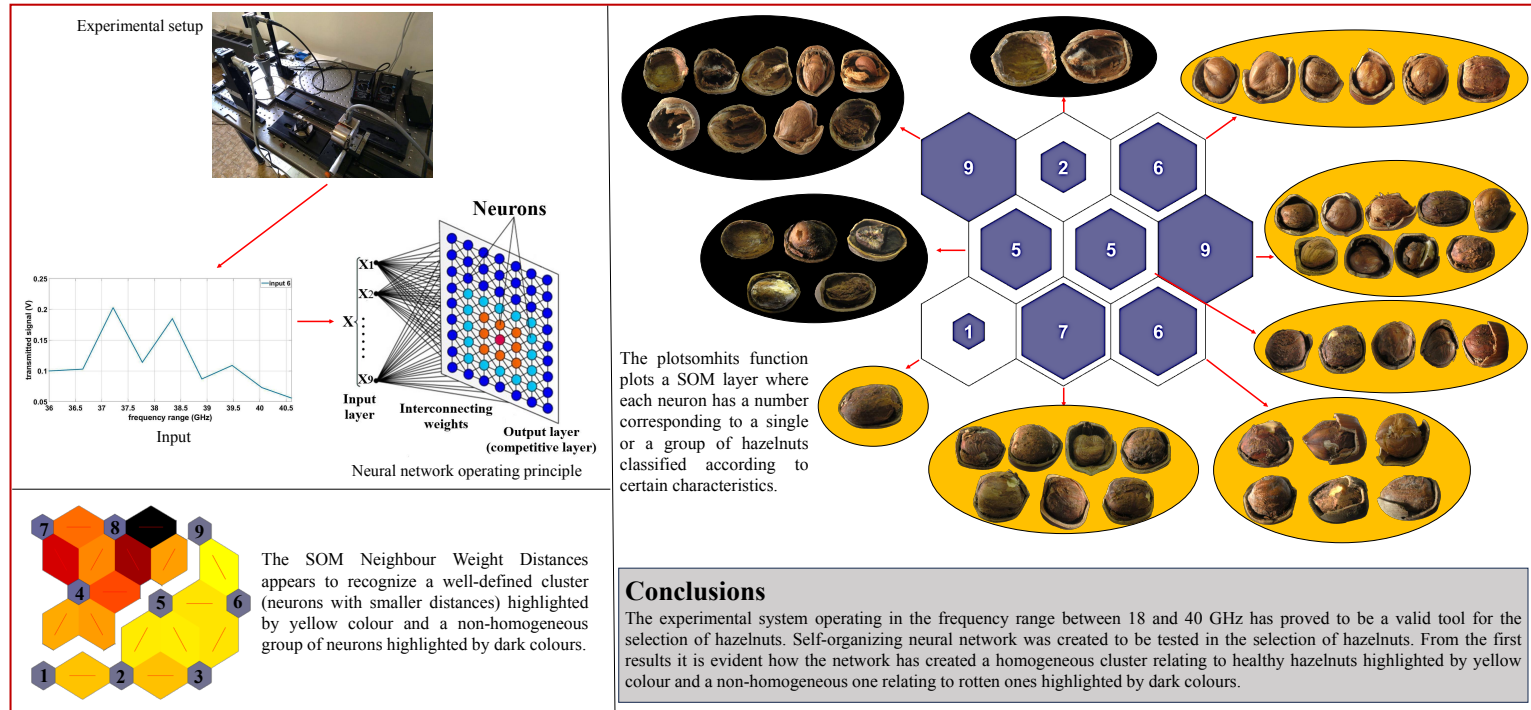 Experimental setup
0.25
0.2
0.15
0.1
0.05
transmitted signal (V)
input 6
36
36.5
37
37.5
38
38.5
39
39.5
40
40.5
frequency range (GHz)
Input
Neurons
X1
X2
X
X9
Input
layer
Interconnecting
weights
Output layer
(competitive layer)
Neural network operating principle
7
8
9
4
5
6
1
2
3
The SOM Neighbour Weight Distances
appears to recognize a well-defined cluster
(neurons with smaller distances) highlighted
by yellow colour and a non-homogeneous
group of neurons highlighted by dark colours.
9
2
6
5
5
9
1
7
6
The plotsomhits function
plots a SOM layer where
each neuron has a number
corresponding to a single
or a group of hazelnuts
classified according to
certain characteristics.
Conclusions
The experimental system operating in the frequency range between 18 and 40 GHz has proved to be a valid tool for the
selection of hazelnuts. Self-organizing neural network was created to be tested in the selection of hazelnuts. From the first
results it is evident how the network has created a homogeneous cluster relating to healthy hazelnuts highlighted by yellow
colour and a non-homogeneous one relating to rotten ones highlighted by dark colours.